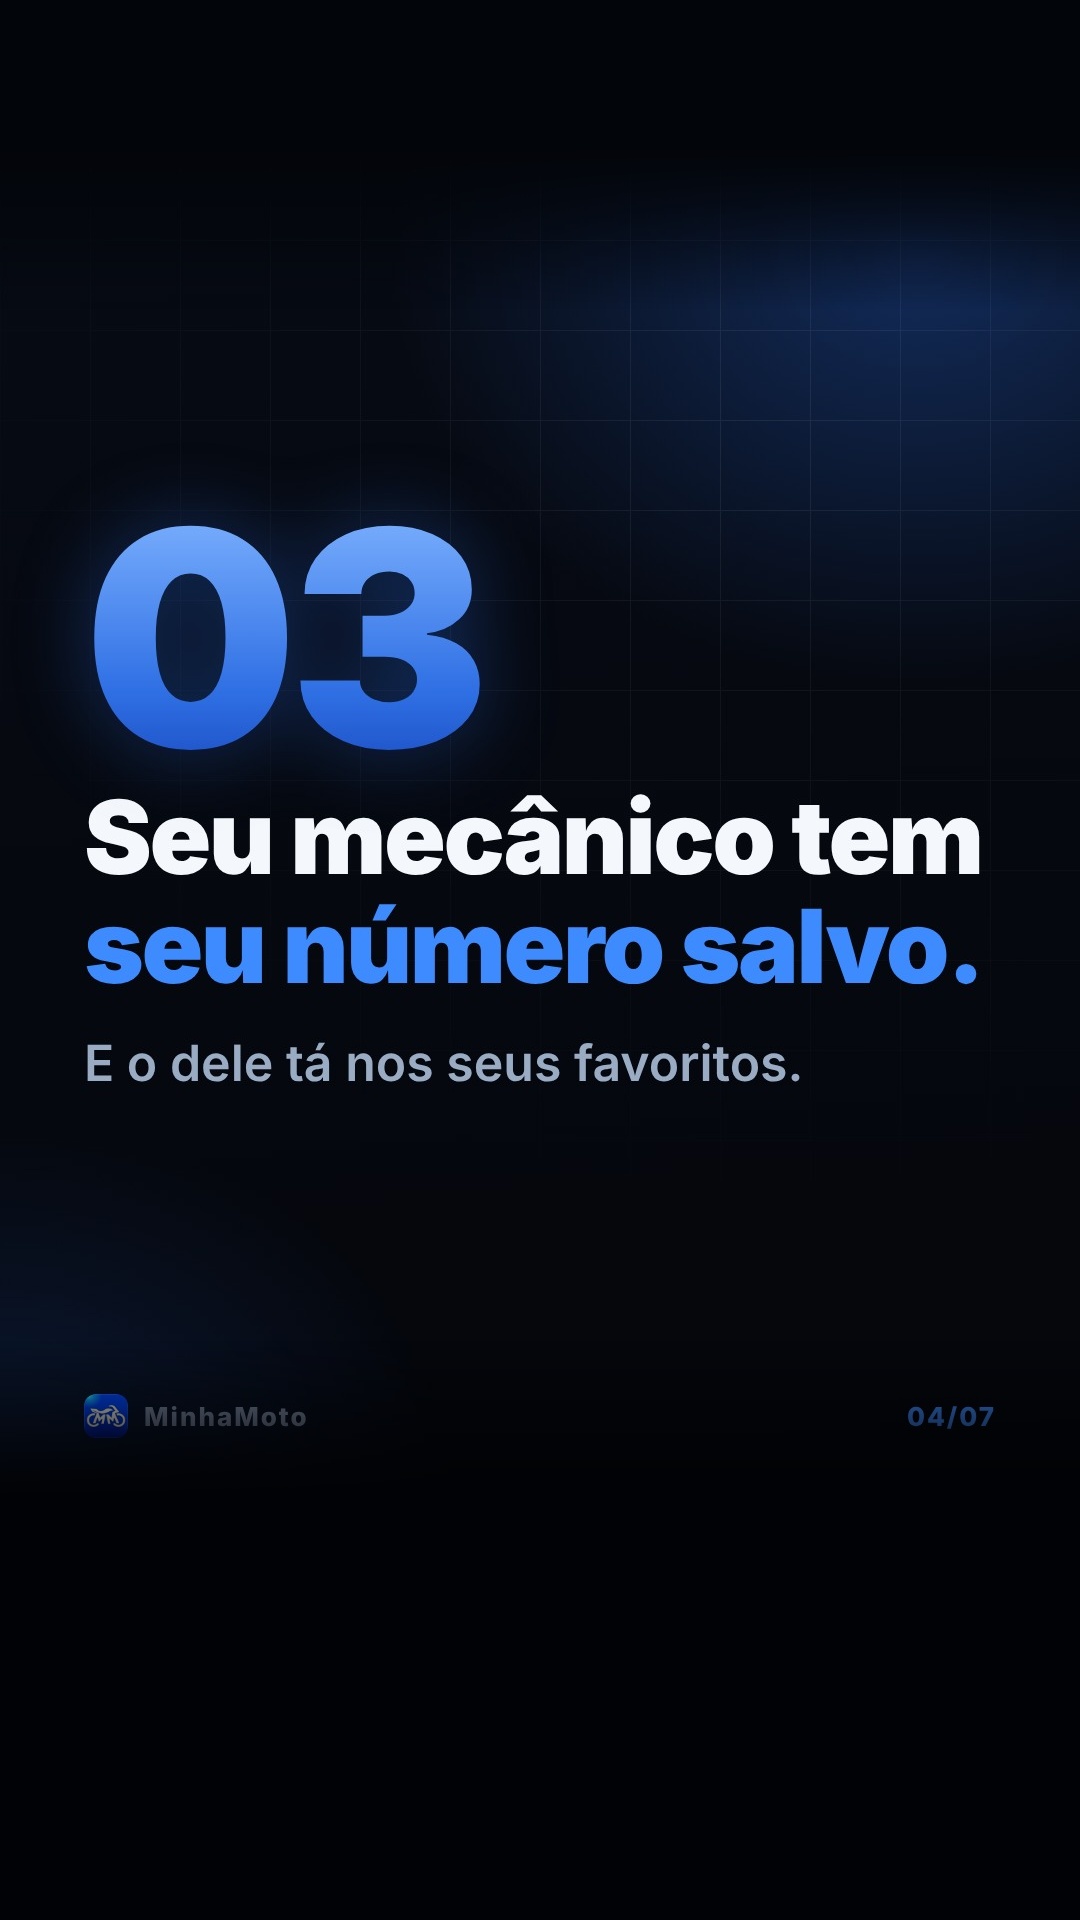 03
Seu mecânico tem
seu número salvo.
E o dele tá nos seus favoritos.
MinhaMoto
04/07